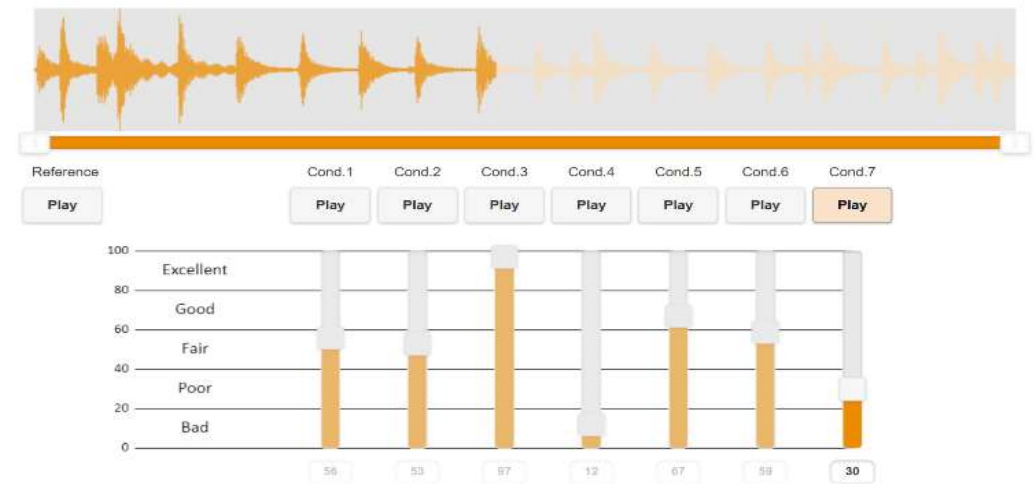 Reference Cond.1 Cond.2 Cond.3 Cond.4 Cond.5 Cond.6 Cond.7
Play Play Play Play Play Play Play Play
100
Excellent
80
Good
60
Fair
40
Poor
20
Bad
0
56 53 97 12 67 59 30